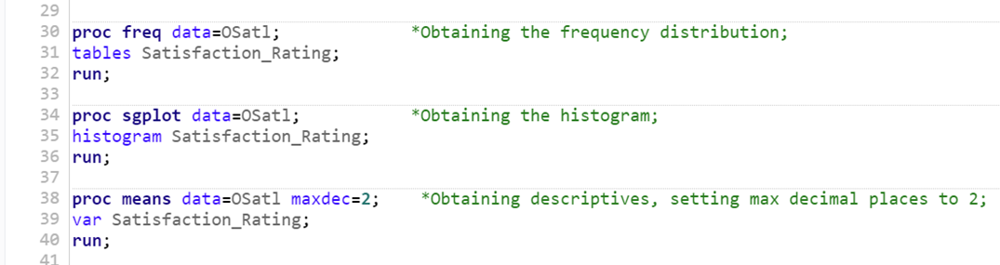 29
30 proc freq data=OSatl; *Obtaining the frequency distribution;
31 tables Satisfaction_Rating;
32 run;
33
34 proc sgplot data=OSatl; *Obtaining the histogram;
35 histogram Satisfaction_Rating;
36 run;
37
38 proc means data=OSatl maxdec=2; *Obtaining descriptives, setting max decimal places to 2;
39 var Satisfaction_Rating;
40 run;
41